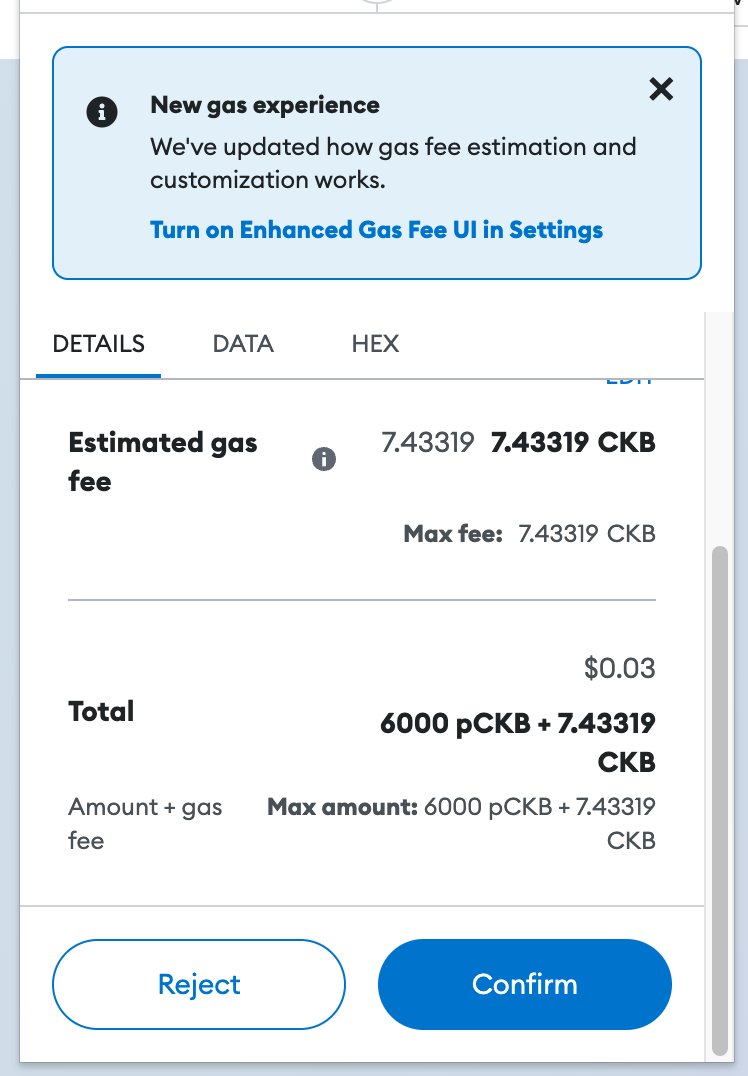 New gas experience
We've updated how gas fee estimation and
customization works.
Turn on Enhanced Gas Fee UI in Settings
DETAILS DATA HEX
Estimated gas
fee
7.43319 7.43319 CKB
Max fee: 7.43319 CKB
$0.03
Total
6000 pCKB + 7.43319
CKB
Amount + gas
fee
Max amount: 6000 pCKB + 7.43319
CKB
Reject Confirm